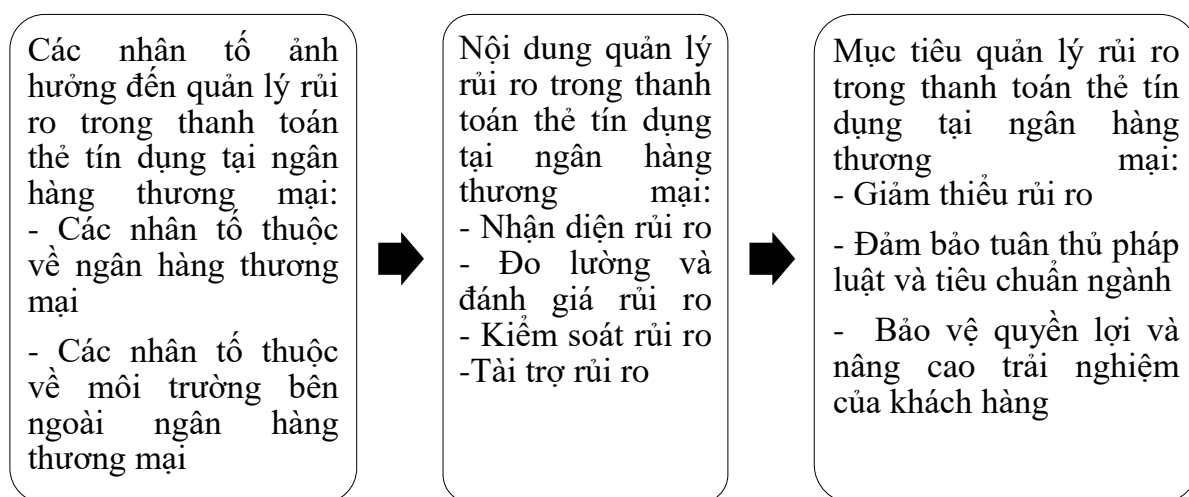 Các nhân tố ảnh
hưởng đến quản lý rủi
ro trong thanh toán
thẻ tín dụng tại ngân
hàng thương mại:
- Các nhân tố thuộc
về ngân hàng thương
mại
- Các nhân tố thuộc
về môi trường bên
ngoài ngân hàng
thương mại
Nội dung quản lý
rủi ro trong thanh
toán thẻ tín dụng
tại ngân hàng
thương mại:
- Nhận diện rủi ro
- Đo lường và
đánh giá rủi ro
- Kiểm soát rủi ro
-Tài trợ rủi ro
Mục tiêu quản lý rủi ro
trong thanh toán thẻ tín
dụng tại ngân hàng
thương mại:
- Giảm thiểu rủi ro
- Đảm bảo tuân thủ pháp
luật và tiêu chuẩn ngành
- Bảo vệ quyền lợi và
nâng cao trải nghiệm
của khách hàng